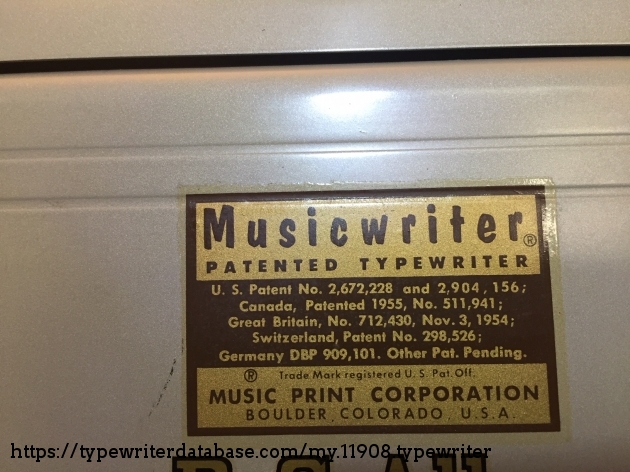 Musicwriter®
PATENTED TYPEWRITER
U. S. Patent No. 2,672,228 and 2,904,156;
Canada, Patented 1955, No. 511,941;
Great Britain, No. 712,430, Nov. 3, 1954;
Switzerland, Patent No. 298,526;
Germany DBP 909,101. Other Pat. Pending.
® Trade Mark registered U. S. Pat. Off.
MUSIC PRINT CORPORATION
BOULDER, COLORADO, U.S.A.
https://typewriterdatabase.com/my.11908.typewriter